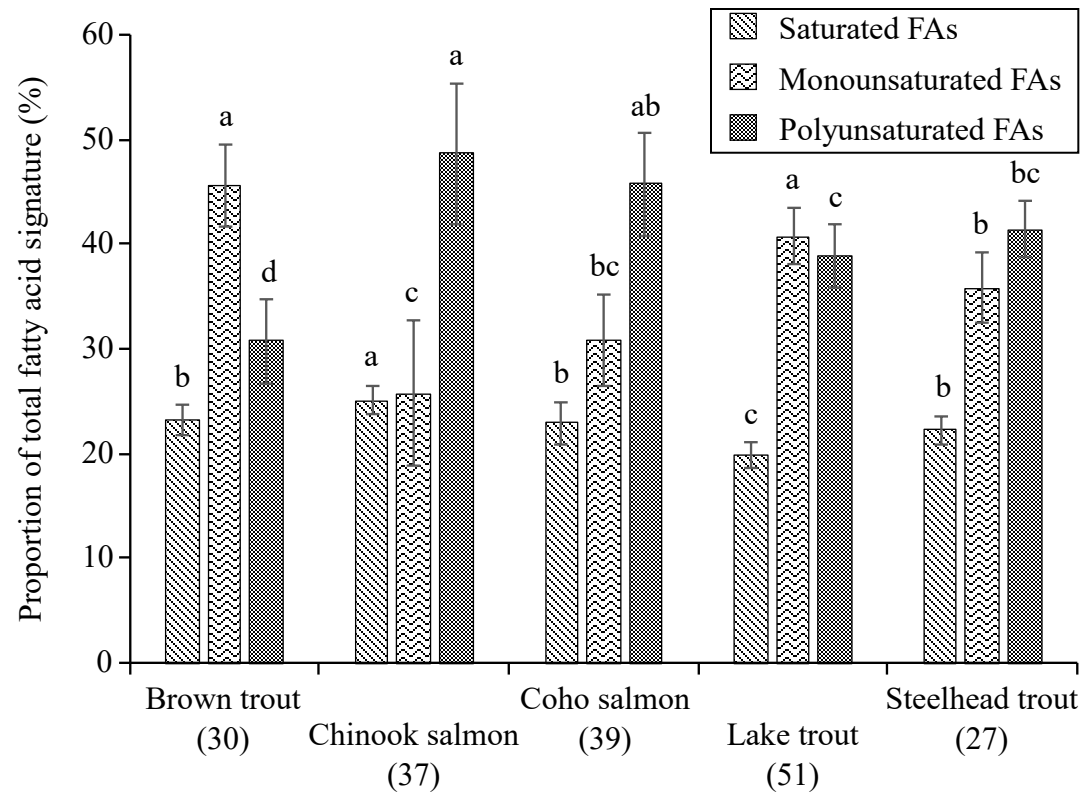 Saturated FAs
Monounsaturated FAs
Polyunsaturated FAs
Proportion of total fatty acid signature (%)
60
50
40
30
20
10
0
b
a
d
a
c
a
b
bc
ab
c
a
c
b
b
bc
Brown trout
(30)
Chinook salmon
(37)
Coho salmon
(39)
Lake trout
(51)
Steelhead trout
(27)